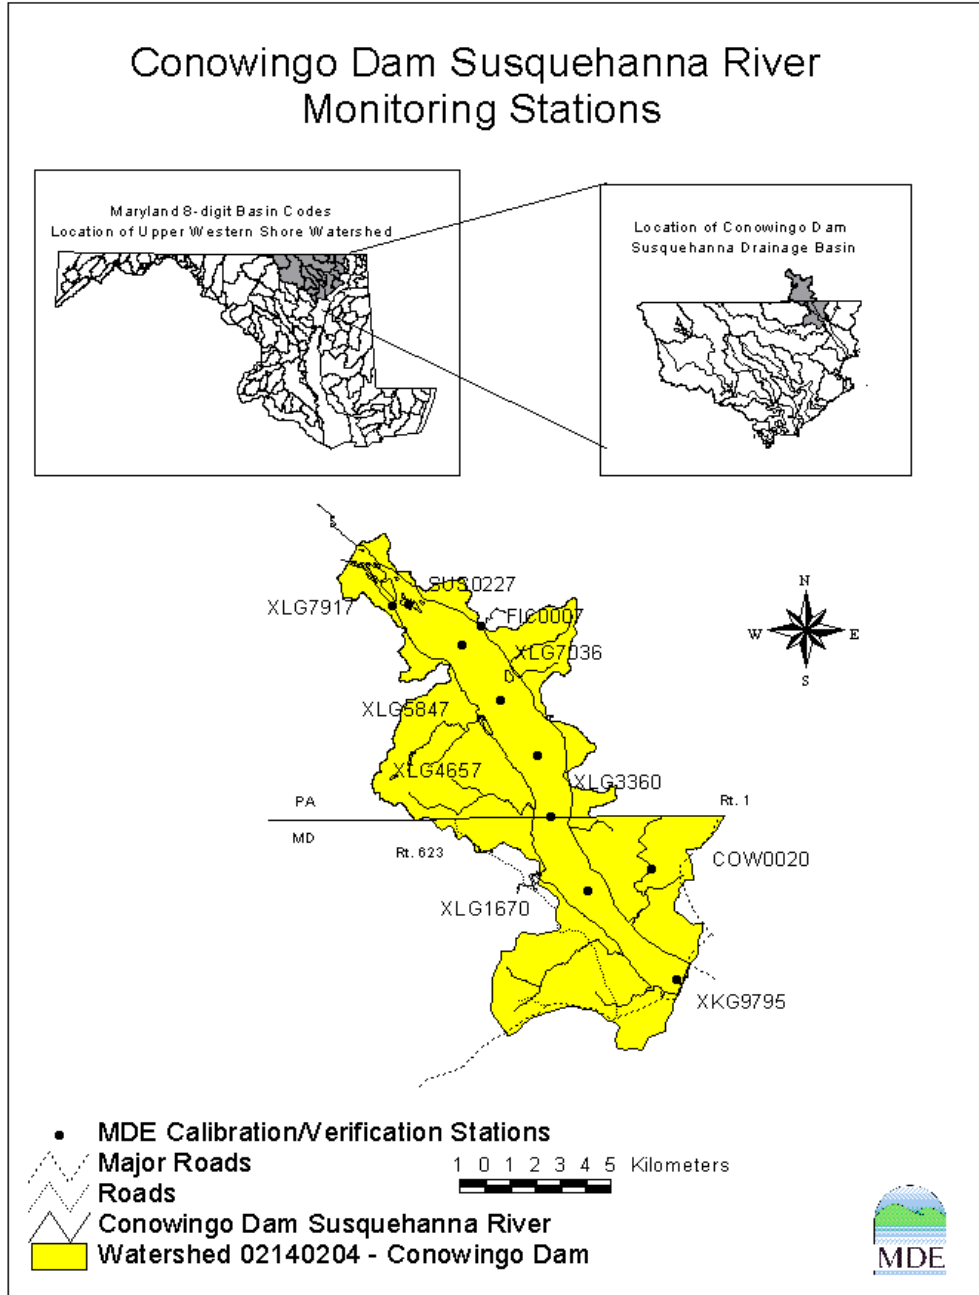 Conowingo Dam Susquehanna River
Monitoring Stations
Maryland 8-digit Basin Codes
Location of Upper Western Shore Watershed
Location of Conowingo Dam
Susquehanna Drainage Basin
SUS0227
XLG7917
FIC0007
XLG7036
XLG5847
XLG4657
XLG3360
PA
Rt. 1
MD
Rt. 623
COW0020
XLG1670
XKG9795
N
W
E
S
MDE Calibration/Verification Stations
Major Roads
Roads
Conowingo Dam Susquehanna River
Watershed 02140204 - Conowingo Dam
1 0 1 2 3 4 5 Kilometers
MDE